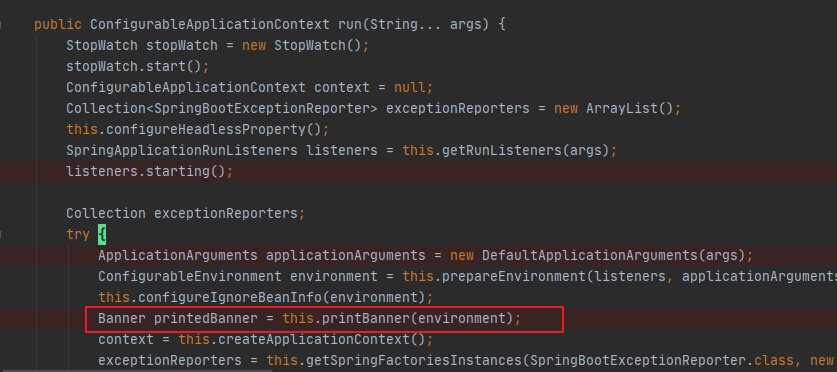 public ConfigurableApplicationContext run(String... args) {
StopWatch stopWatch = new StopWatch();
stopWatch.start();
ConfigurableApplicationContext context = null;
Collection<SpringBootExceptionReporter> exceptionReporters = new ArrayList();
this.configureHeadlessProperty();
SpringApplicationRunListeners listeners = this.getRunListeners(args);
listeners.starting();
Collection exceptionReporters;
try {
ApplicationArguments applicationArguments = new DefaultApplicationArguments(args);
ConfigurableEnvironment environment = this.prepareEnvironment(listeners, applicationArguments
this.configureIgnoreBeanInfo(environment);
Banner printedBanner = this.printBanner(environment);
context = this.createApplicationContext();
exceptionReporters = this.getSpringFactoriesInstances(SpringBootExceptionReporter.class, new